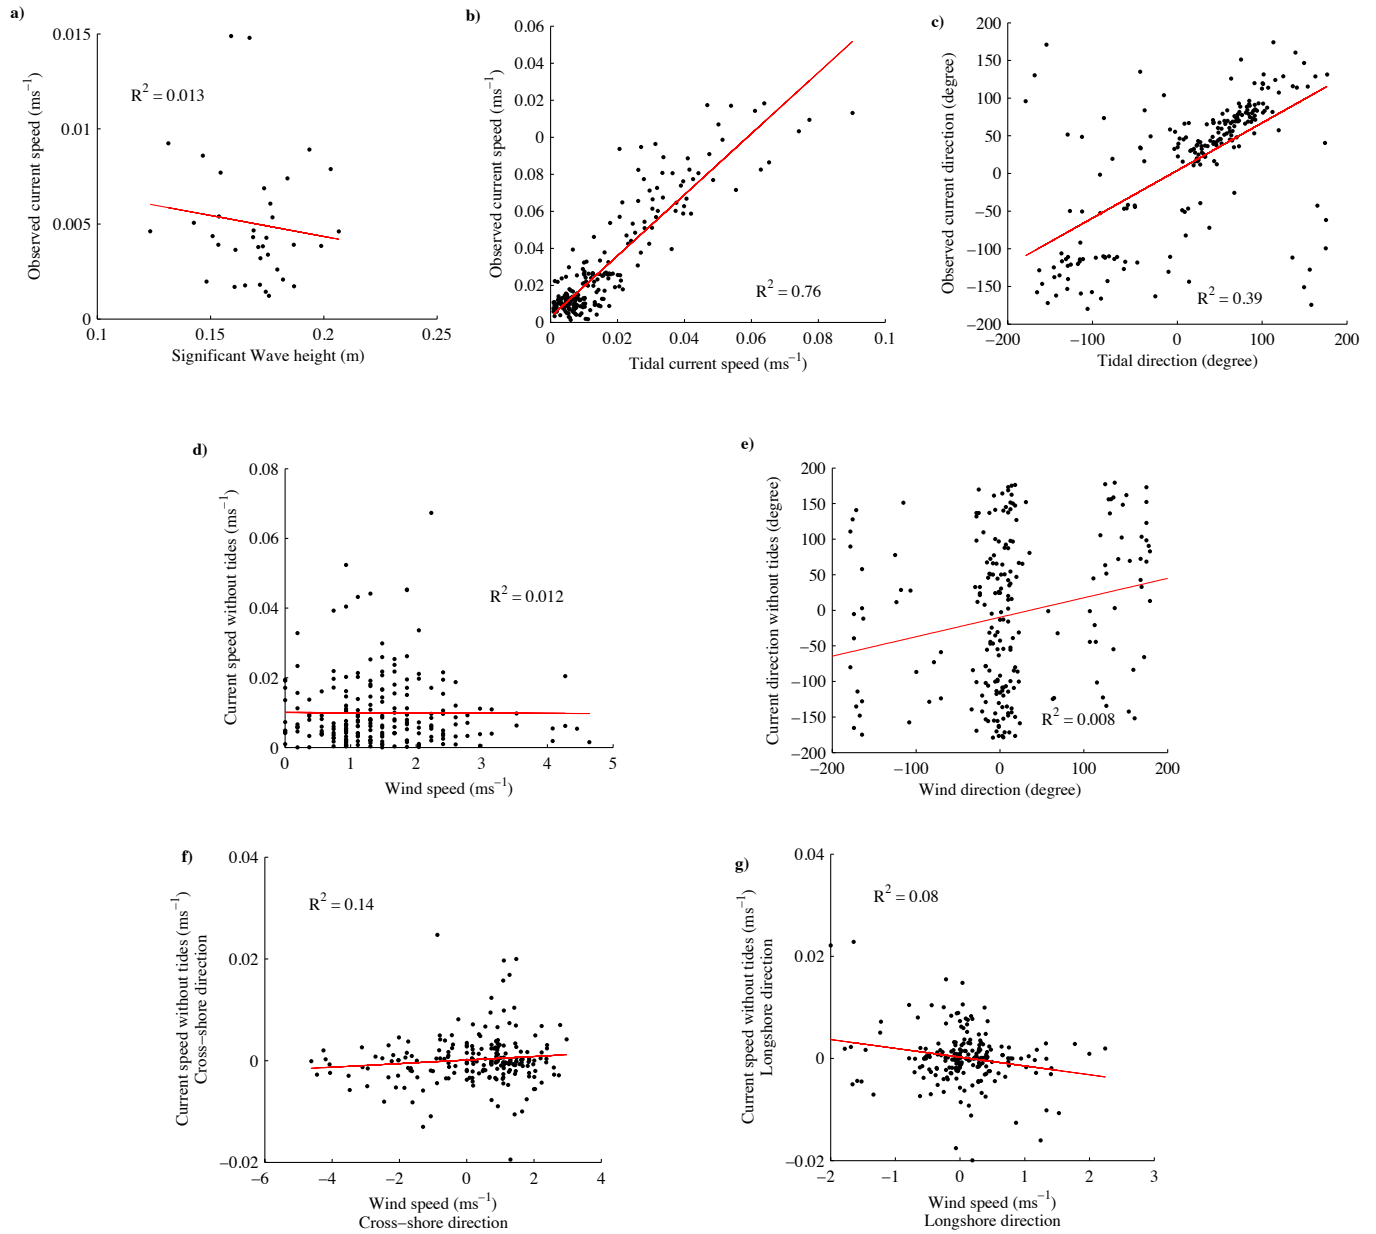 a)
0.015
0.01
0.005
0
0.1
0.15
0.2
0.25
R² = 0.013
Observed current speed (ms⁻¹)
Significant Wave height (m)
b)
0.06
0.02
0
0.08
0.06
0.04
0.02
0
0
0.02
0.04
0.06
0.08
0.1
R² = 0.76
Observed current speed (ms⁻¹)
Tidal current speed (ms⁻¹)
c)
200
150
100
50
0
−50
−100
−150
−200
−200
−100
0
100
200
R² = 0.39
Observed current direction (degree)
Tidal direction (degree)
d)
0.08
0.06
0.04
0.02
0
0
1
2
3
4
5
R² = 0.012
Current speed without tides (ms⁻¹)
Wind speed (ms⁻¹)
e)
200
150
100
50
0
−50
−100
−150
−200
−200
−100
0
100
200
R² = 0.008
Current direction without tides (degree)
Wind direction (degree)
f)
0.04
0.02
0
−0.02
−6
−4
−2
0
2
4
R² = 0.14
Current speed without tides (ms⁻¹)
Cross−shore direction
Wind speed (ms⁻¹)
Cross−shore direction
g)
0.04
0.02
0
−0.02
−2
−1
0
1
2
3
R² = 0.08
Current speed without tides (ms⁻¹)
Longshore direction
Wind speed (ms⁻¹)
Longshore direction